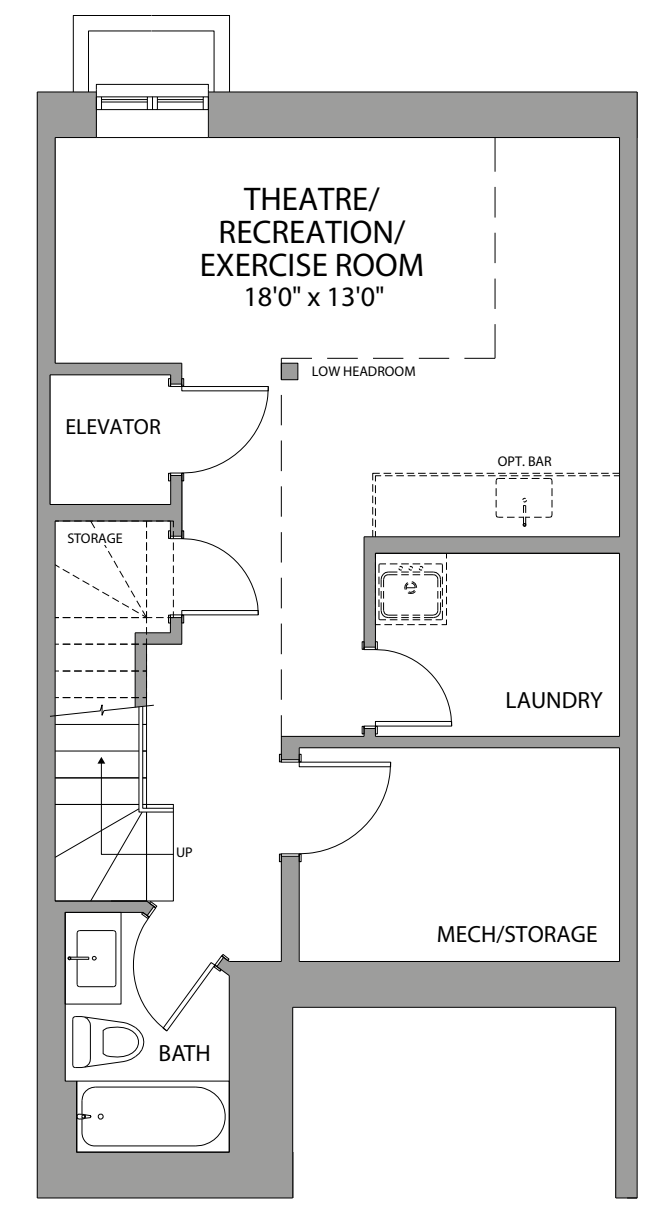 THEATRE/
RECREATION/
EXERCISE ROOM
18'0" x 13'0"
LOW HEADROOM
ELEVATOR
OPT. BAR
STORAGE
LAUNDRY
UP
MECH/STORAGE
BATH